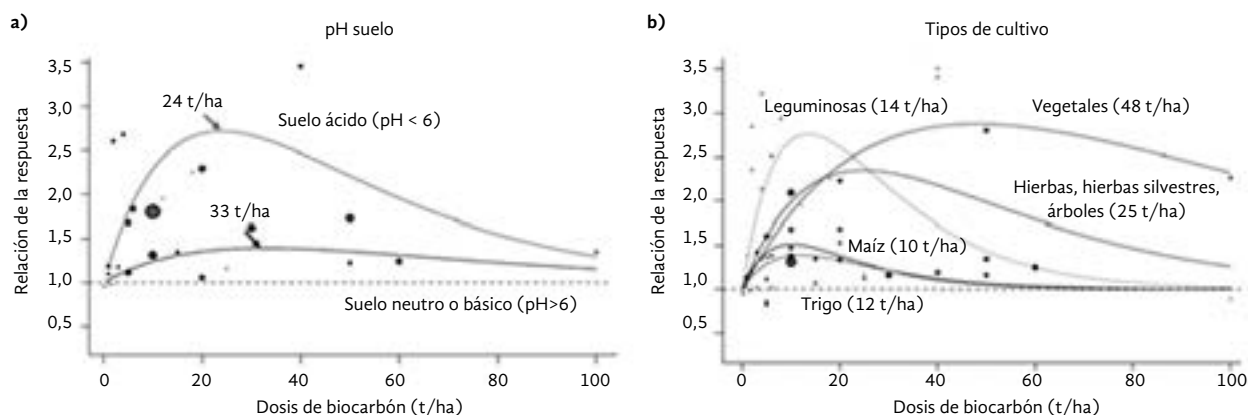 a)
pH suelo
Relación de la respuesta
3,5
3,0
2,5
2,0
1,5
1,0
0,5
24 t/ha
Suelo ácido (pH < 6)
33 t/ha
Suelo neutro o básico (pH>6)
0
20
40
60
80
100
Dosis de biocarbón (t/ha)
b)
Tipos de cultivo
Relación de la respuesta
3,5
3,0
2,5
2,0
1,5
1,0
0,5
Leguminosas (14 t/ha)
Vegetales (48 t/ha)
Hierbas, hierbas silvestres,
árboles (25 t/ha)
Maíz (10 t/ha)
Trigo (12 t/ha)
0
20
40
60
80
100
Dosis de biocarbón (t/ha)